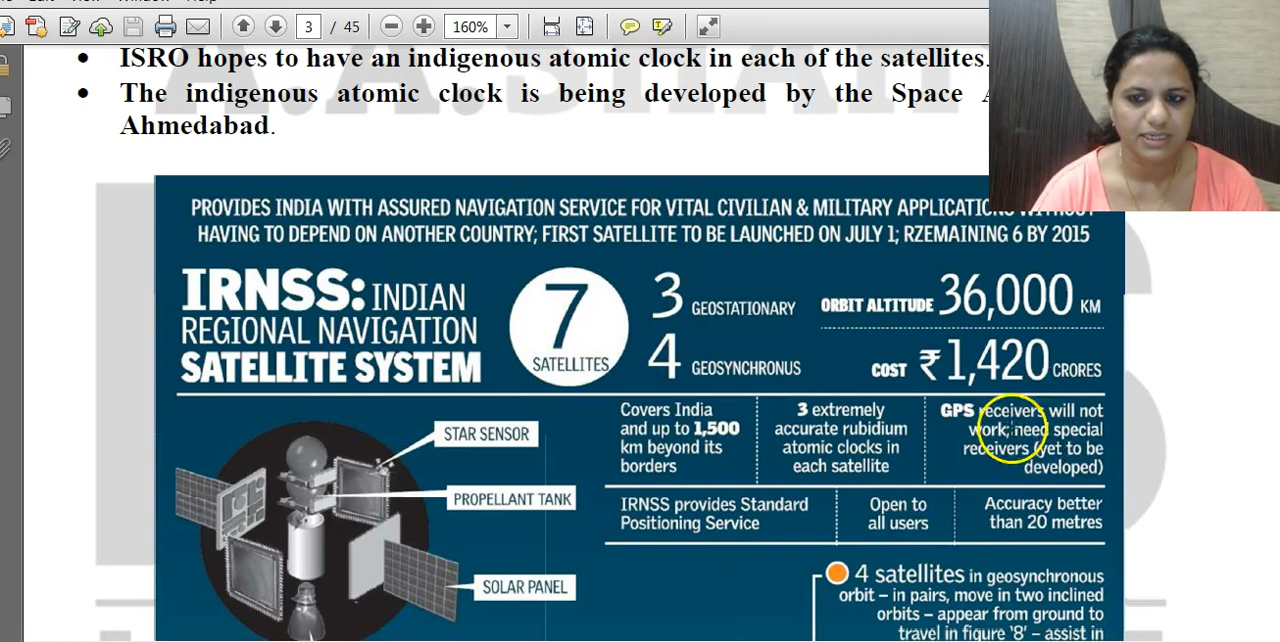 3 / 45
160%
ISRO hopes to have an indigenous atomic clock in each of the satellites.
The indigenous atomic clock is being developed by the Space
Ahmedabad.
PROVIDES INDIA WITH ASSURED NAVIGATION SERVICE FOR VITAL CIVILIAN & MILITARY APPLICATIONS WITHOUT
HAVING TO DEPEND ON ANOTHER COUNTRY; FIRST SATELLITE TO BE LAUNCHED ON JULY 1; RZEMAINING 6 BY 2015
IRNSS: INDIAN
REGIONAL NAVIGATION
SATELLITE SYSTEM
7
SATELLITES
3 GEOSTATIONARY
4 GEOSYNCHRONUS
ORBIT ALTITUDE 36,000 KM
COST ₹1,420 CRORES
Covers India
and up to 1,500
km beyond its
borders
3 extremely
accurate rubidium
atomic clocks in
each satellite
GPS receivers will not
work; need special
receivers (yet to be
developed)
IRNSS provides Standard
Positioning Service
Open to
all users
Accuracy better
than 20 metres
STAR SENSOR
PROPELLANT TANK
SOLAR PANEL
4 satellites in geosynchronous
orbit – in pairs, move in two inclined
orbits – appear from ground to
travel in figure '8' – assist in